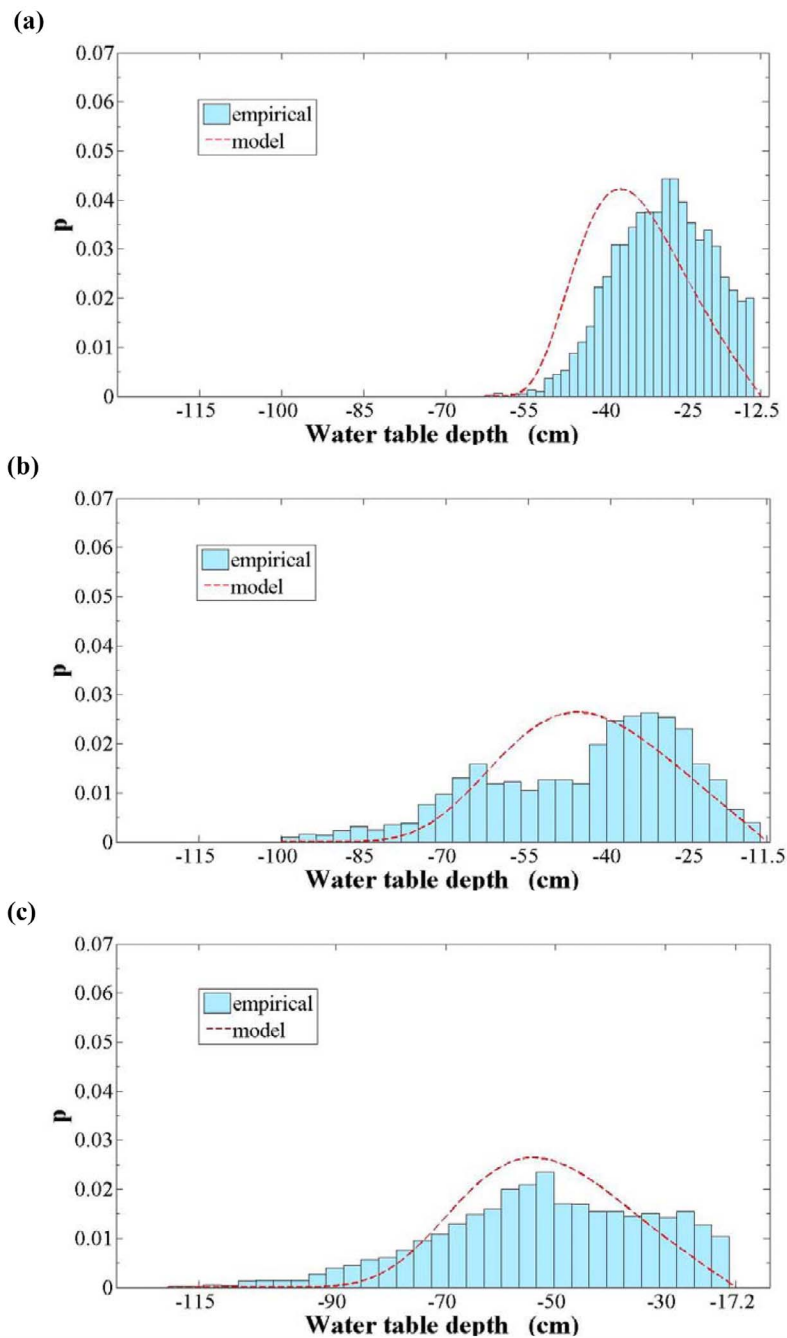 (a)
0.07
0.06
0.05
0.04
0.03
0.02
0.01
0
p
empirical
model
-115 -100 -85 -70 -55 -40 -25 -12.5
Water table depth (cm)
(b)
0.07
0.06
0.05
0.04
0.03
0.02
0.01
0
p
empirical
model
-115 -100 -85 -70 -55 -40 -25 -11.5
Water table depth (cm)
(c)
0.07
0.06
0.05
0.04
0.03
0.02
0.01
0
p
empirical
model
-115 -90 -70 -50 -30 -17.2
Water table depth (cm)